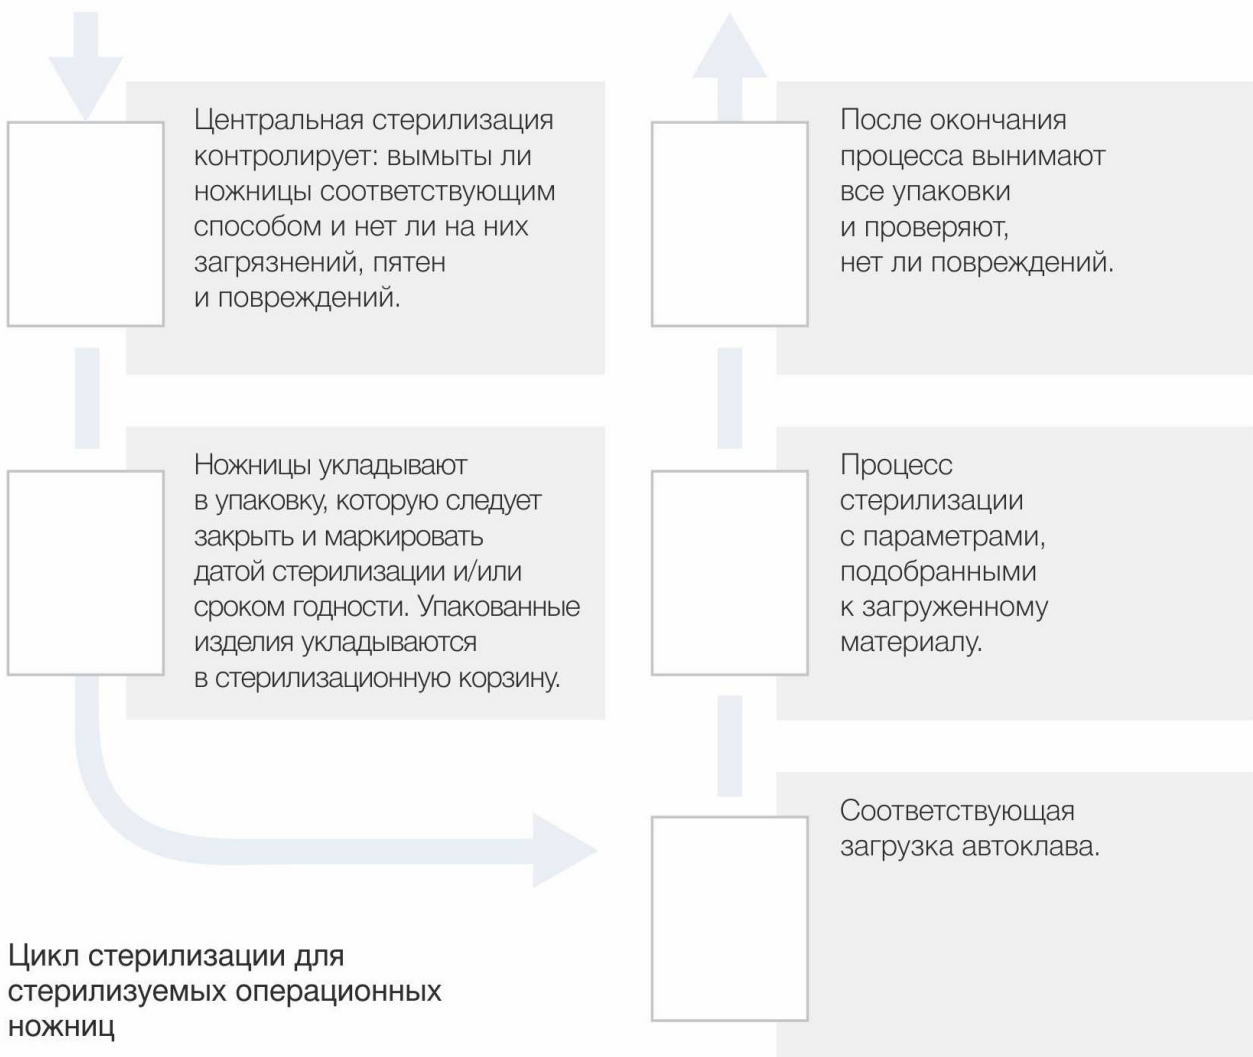 Центральная стерилизация
контролирует: вымыты ли
ножницы соответствующим
способом и нет ли на них
загрязнений, пятен
и повреждений.
Ножницы укладывают
в упаковку, которую следует
закрыть и маркировать
датой стерилизации и/или
сроком годности. Упакованные
изделия укладываются
в стерилизационную корзину.
Соответствующая
загрузка автоклава.
Процесс
стерилизации
с параметрами,
подобранными
к загруженному
материалу.
После окончания
процесса вынимают
все упаковки
и проверяют,
нет ли повреждений.
Цикл стерилизации для
стерилизуемых операционных
ножниц